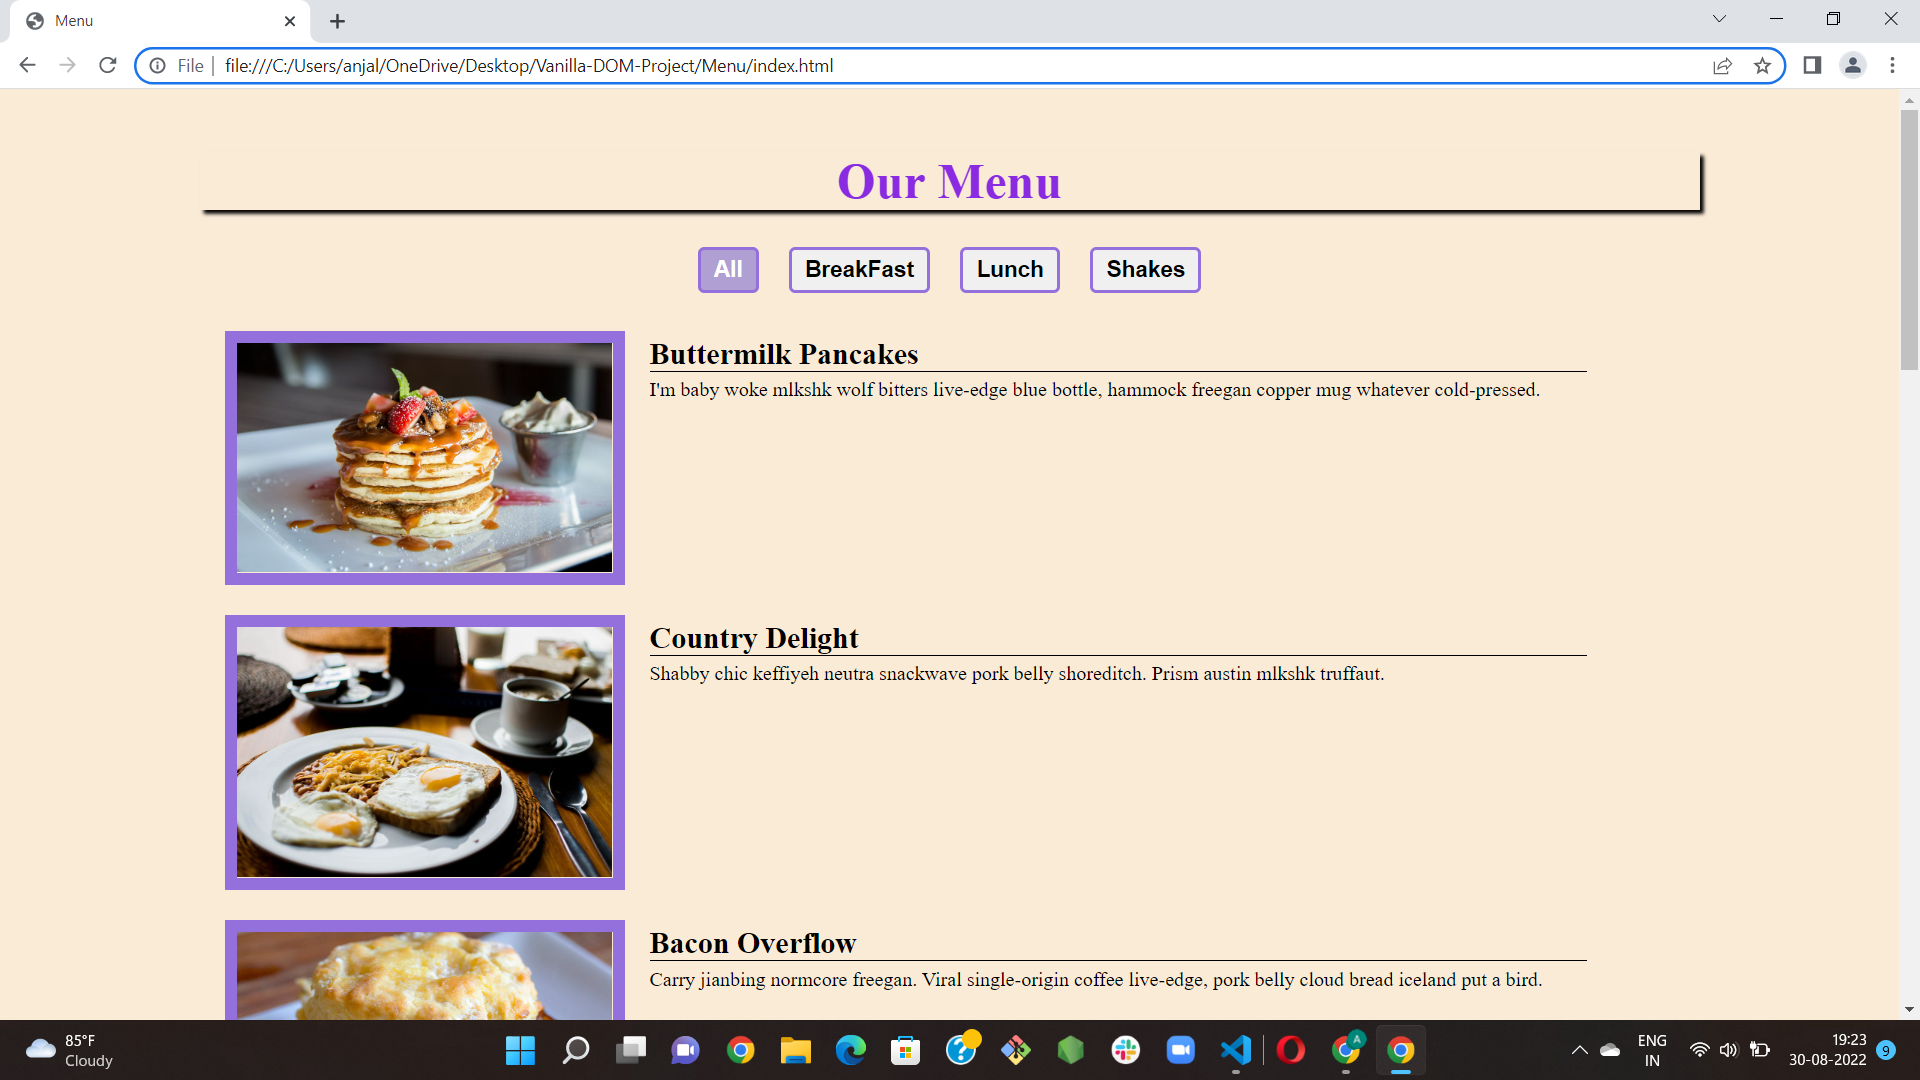 Menu
File
file:///C:/Users/anjal/OneDrive/Desktop/Vanilla-DOM-Project/Menu/index.html
Our Menu
All
BreakFast
Lunch
Shakes
Buttermilk Pancakes
I'm baby woke mlkshk wolf bitters live-edge blue bottle, hammock freegan copper mug whatever cold-pressed.
Country Delight
Shabby chic keffiyeh neutra snackwave pork belly shoreditch. Prism austin mlkshk truffaut.
Bacon Overflow
Carry jianbing normcore freegan. Viral single-origin coffee live-edge, pork belly cloud bread iceland put a bird.
85°F
Cloudy
A
ENG
IN
19:23
30-08-2022
9